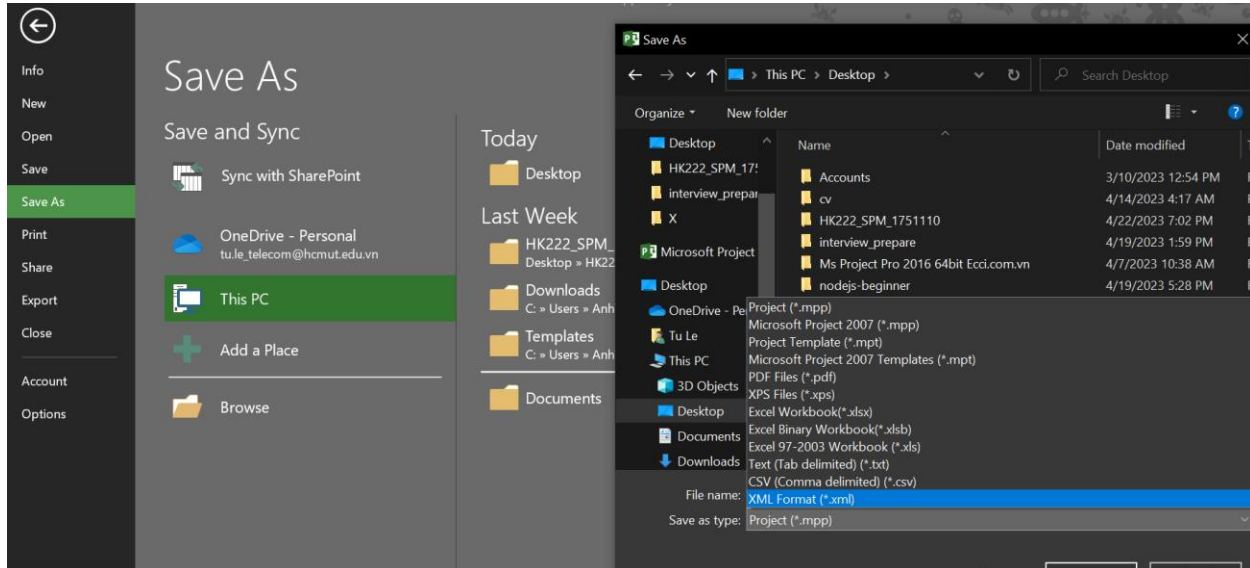 Info
New
Open
Save
Save As
Print
Share
Export
Close
Account
Options
Save As
Save and Sync
Sync with SharePoint
OneDrive - Personal
tu.le_telecom@hcmut.edu.vn
This PC
Add a Place
Browse
Today
Desktop
Last Week
HK222_SPM_
Desktop » HK22
Downloads
C: » Users » Anh
Templates
C: » Users » Anh
Documents
Save As
This PC > Desktop >
Search Desktop
Organize
New folder
Desktop
HK222_SPM_175
interview_prepar
X
Microsoft Project
Desktop
OneDrive - Pe
Tu Le
This PC
3D Objects
Desktop
Documents
Downloads
Name Date modified
Accounts 3/10/2023 12:54 PM
cv 4/14/2023 4:17 AM
HK222_SPM_1751110 4/22/2023 7:02 PM
interview_prepare 4/19/2023 1:59 PM
Ms Project Pro 2016 64bit Ecci.com.vn 4/7/2023 10:38 AM
nodejs-beginner 4/19/2023 5:28 PM
Project (*.mpp)
Microsoft Project 2007 (*.mpp)
Project Template (*.mpt)
Microsoft Project 2007 Templates (*.mpt)
PDF Files (*.pdf)
XPS Files (*.xps)
Excel Workbook(*.xlsx)
Excel Binary Workbook(*.xlsb)
Excel 97-2003 Workbook (*.xls)
Text (Tab delimited) (*.txt)
CSV (Comma delimited) (*.csv)
XML Format (*.xml)
File name:
Save as type: Project (*.mpp)